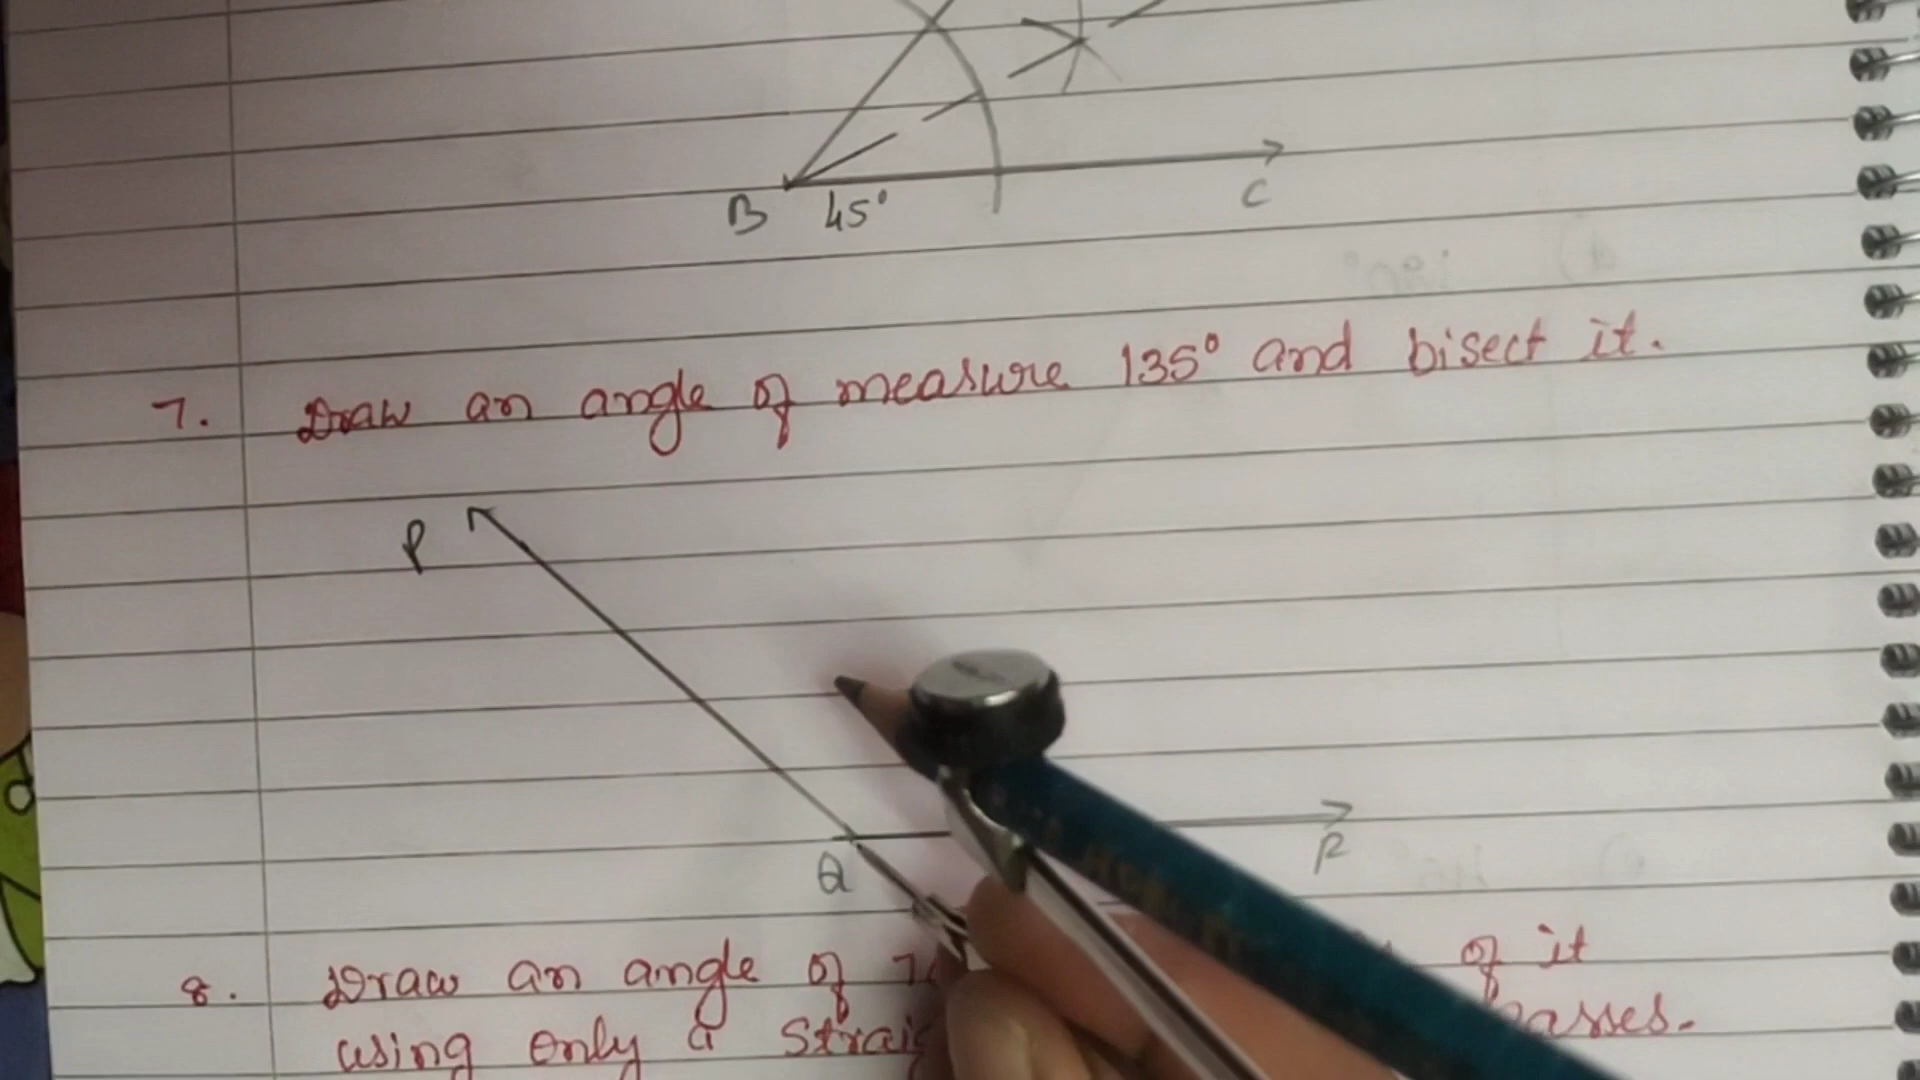 B 45° C
7. Draw an angle of measure 135° and bisect it.
P
Q R
8. Draw an angle of of it
using only a